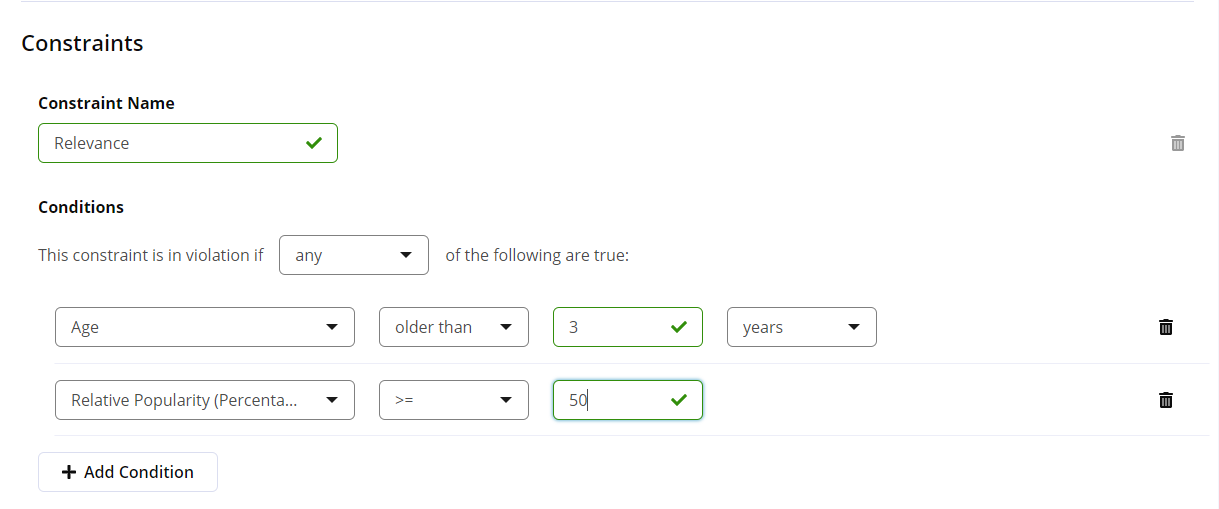 Constraints
Constraint Name
Relevance
Conditions
This constraint is in violation if any of the following are true:
Age older than 3 years
Relative Popularity (Percenta... >= 50
Add Condition